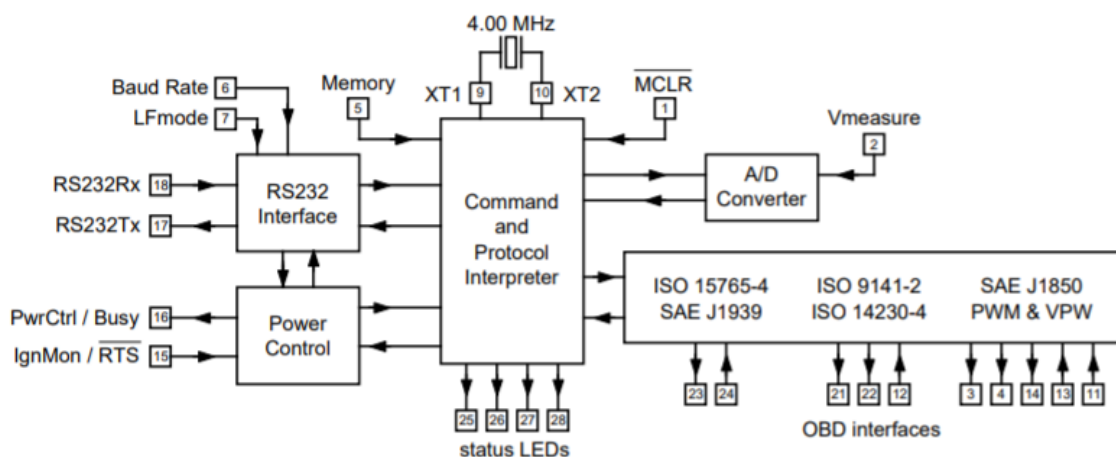 4.00 MHz
Baud Rate 6
Memory
5
XT1 9
10 XT2
MCLR
1
LFmode 7
Vmeasure
2
RS232Rx 18
RS232
Interface
RS232Tx 17
Command
and
Protocol
Interpreter
A/D
Converter
PwrCtrl / Busy 16
IgnMon / RTS 15
Power
Control
ISO 15765-4
SAE J1939
ISO 9141-2
ISO 14230-4
SAE J1850
PWM & VPW
25 26 27 28
status LEDs
23 24
21 22 12
3 4 14 13 11
OBD interfaces